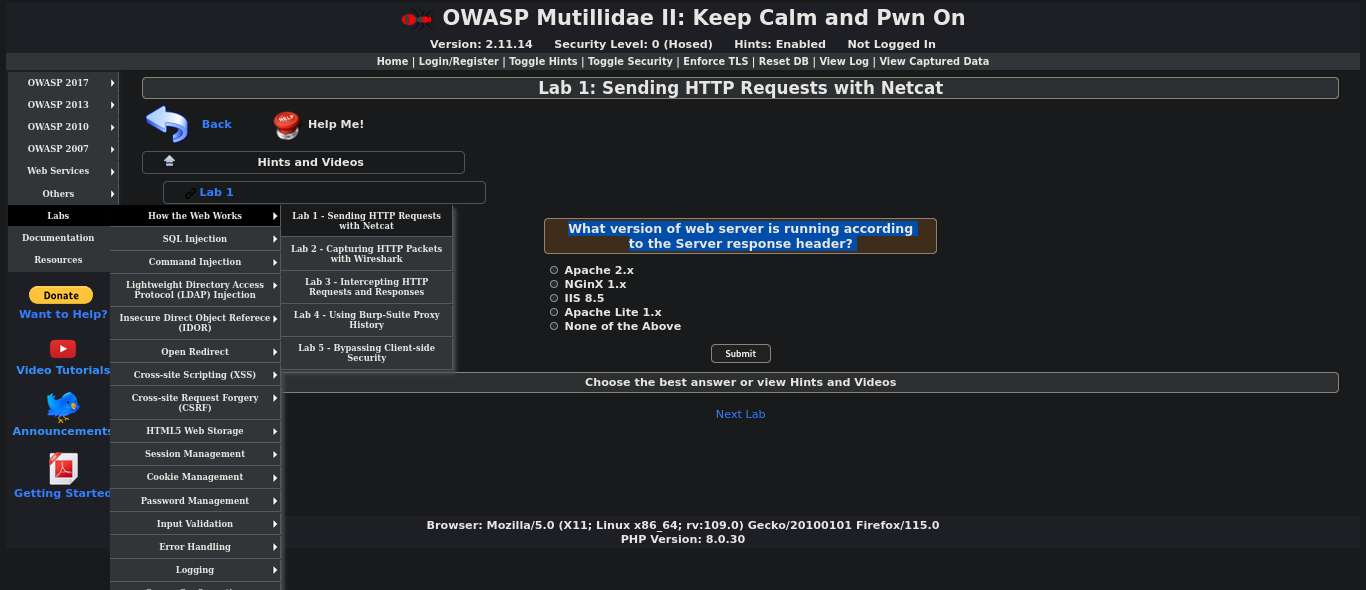 OWASP Mutillidae II: Keep Calm and Pwn On
Version: 2.11.14 Security Level: 0 (Hosed) Hints: Enabled Not Logged In
Home | Login/Register | Toggle Hints | Toggle Security | Enforce TLS | Reset DB | View Log | View Captured Data
OWASP 2017
OWASP 2013
OWASP 2010
OWASP 2007
Web Services
Others
Labs
Documentation
Resources
Donate
Want to Help?
Video Tutorials
Announcements
Getting Started
How the Web Works
SQL Injection
Command Injection
Lightweight Directory Access
Protocol (LDAP) Injection
Insecure Direct Object Referece
(IDOR)
Open Redirect
Cross-site Scripting (XSS)
Cross-site Request Forgery
(CSRF)
HTML5 Web Storage
Session Management
Cookie Management
Password Management
Input Validation
Error Handling
Logging
Lab 1 - Sending HTTP Requests
with Netcat
Lab 2 - Capturing HTTP Packets
with Wireshark
Lab 3 - Intercepting HTTP
Requests and Responses
Lab 4 - Using Burp-Suite Proxy
History
Lab 5 - Bypassing Client-side
Security
Lab 1: Sending HTTP Requests with Netcat
Back
HELP
Help Me!
Hints and Videos
Lab 1
What version of web server is running according
to the Server response header?
Apache 2.x
NGinX 1.x
IIS 8.5
Apache Lite 1.x
None of the Above
Submit
Choose the best answer or view Hints and Videos
Next Lab
Browser: Mozilla/5.0 (X11; Linux x86_64; rv:109.0) Gecko/20100101 Firefox/115.0
PHP Version: 8.0.30